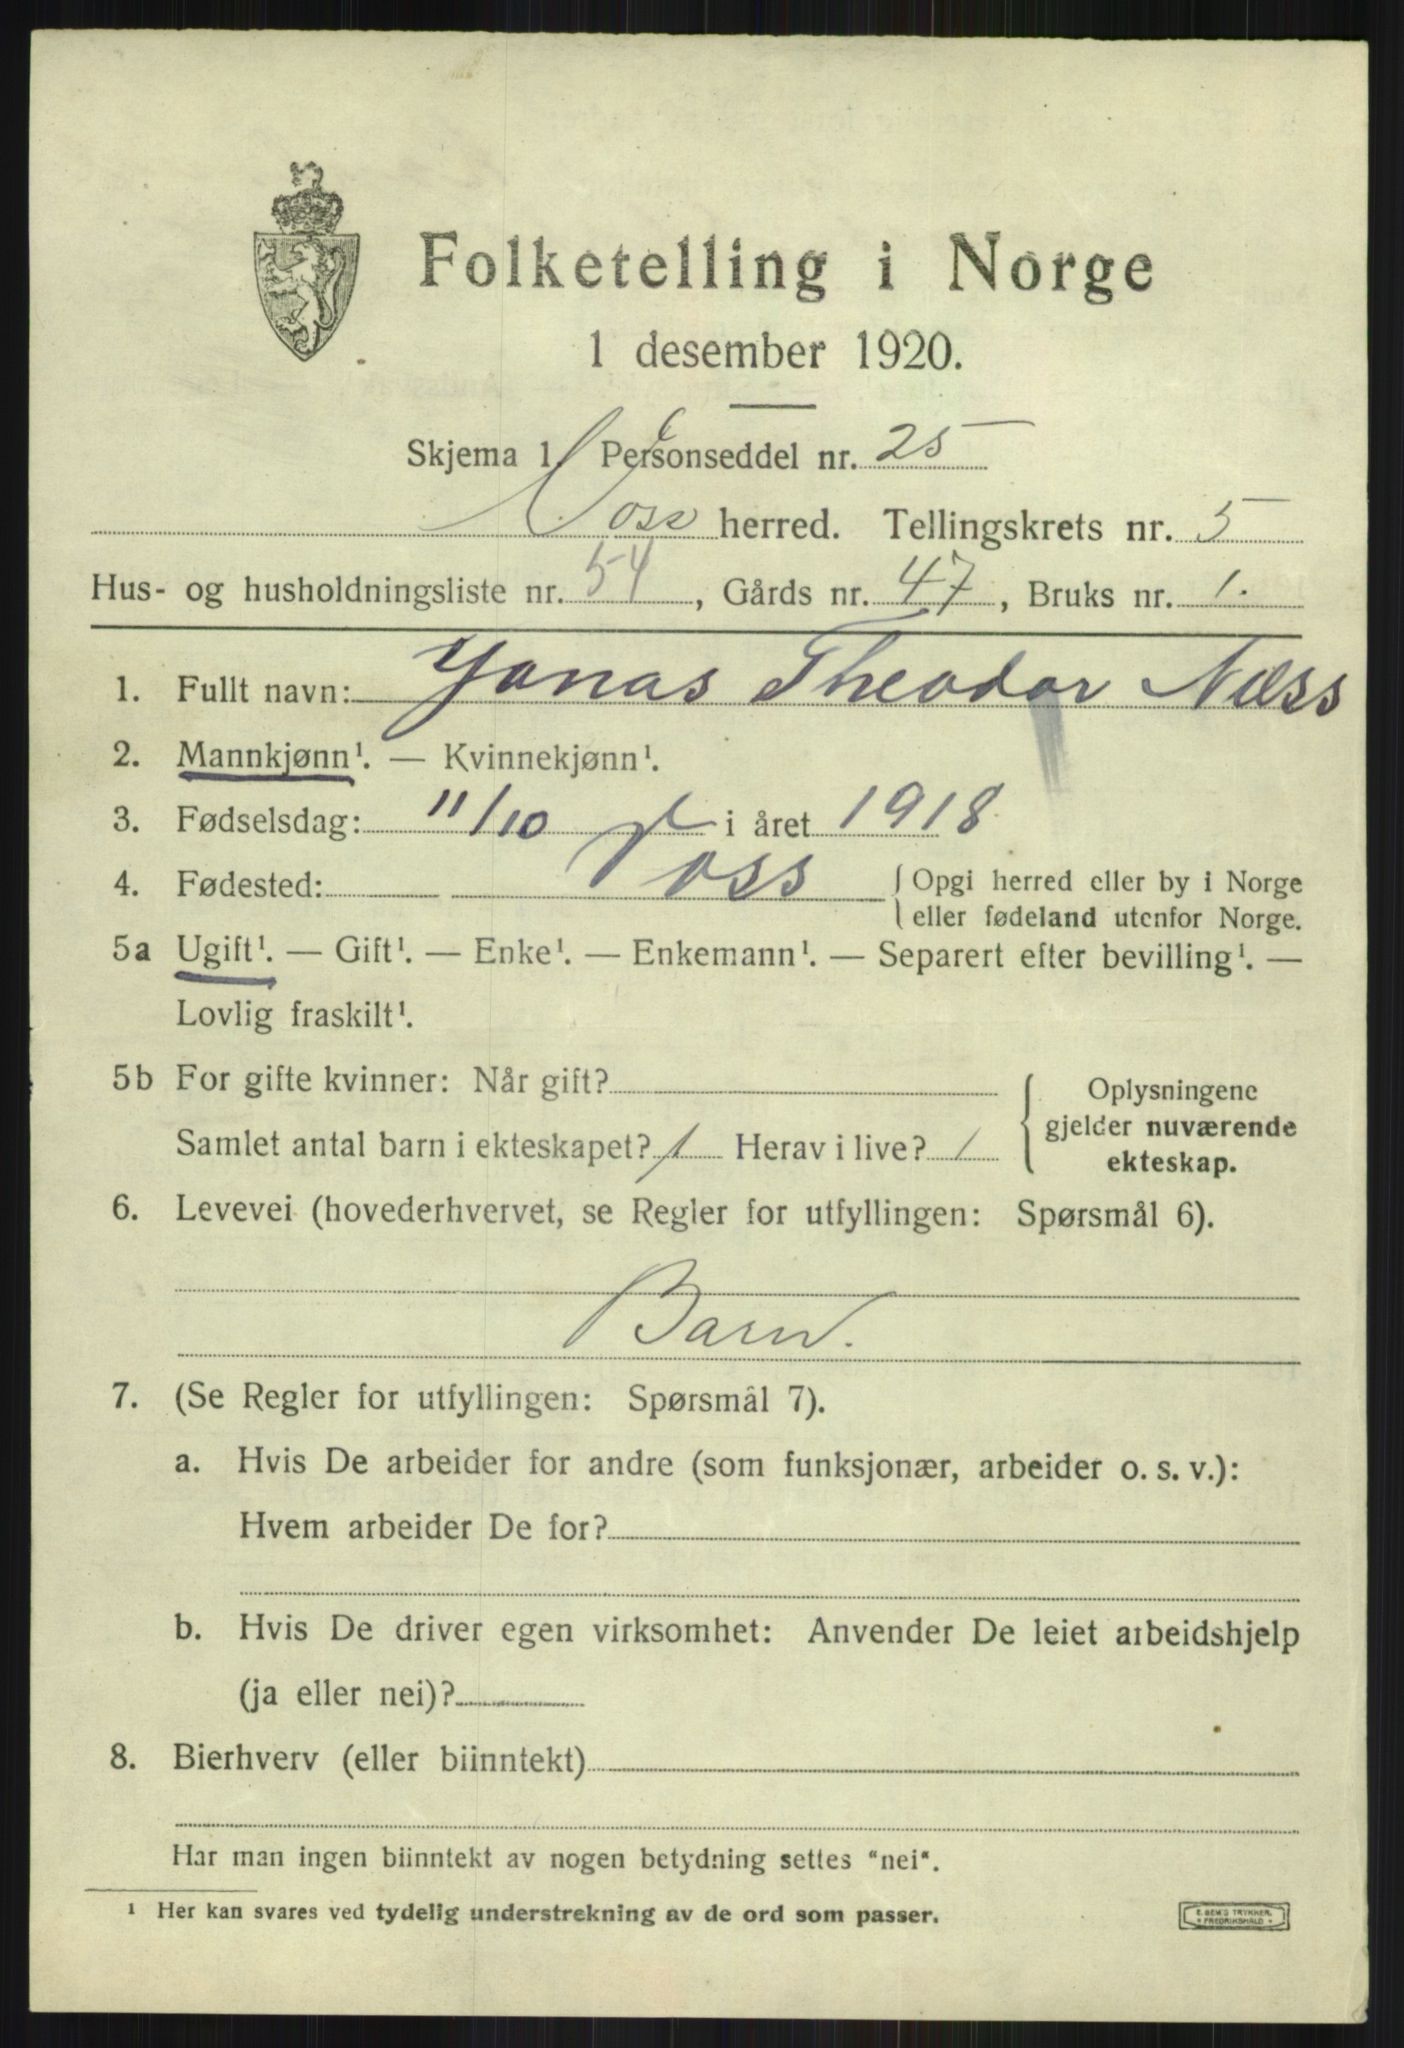 Folketelling i Norge
1 desember 1920.
Skjema 1. Personseddel nr. 25
Voss herred. Tellingskrets nr. 5
Hus- og husholdningsliste nr. 54, Gårds nr. 47, Bruks nr. 1.
1. Fullt navn: Jonas Theodor Næss
2. Mannkjønn¹. — Kvinnekjønn¹.
3. Fødselsdag: 11/10 i året 1918
4. Fødested: Voss { Opgi herred eller by i Norge
eller fødeland utenfor Norge.
5a Ugift¹. — Gift¹. — Enke¹. — Enkemann¹. — Separert efter bevilling¹. —
Lovlig fraskilt¹.
5b For gifte kvinner: Når gift?
Samlet antal barn i ekteskapet? 1 Herav i live? 1
{ Oplysningene
gjelder nuværende
ekteskap.
6. Levevei (hovederhvervet, se Regler for utfyllingen: Spørsmål 6).
Barn.
7. (Se Regler for utfyllingen: Spørsmål 7).
a. Hvis De arbeider for andre (som funksjonær, arbeider o. s. v.):
Hvem arbeider De for?
b. Hvis De driver egen virksomhet: Anvender De leiet arbeidshjelp
(ja eller nei)?
8. Bierhverv (eller biinntekt)
Har man ingen biinntekt av nogen betydning settes "nei".
¹ Her kan svares ved tydelig understrekning av de ord som passer.
E. SEM'S TRYKKER.
FREDRIKSHALD